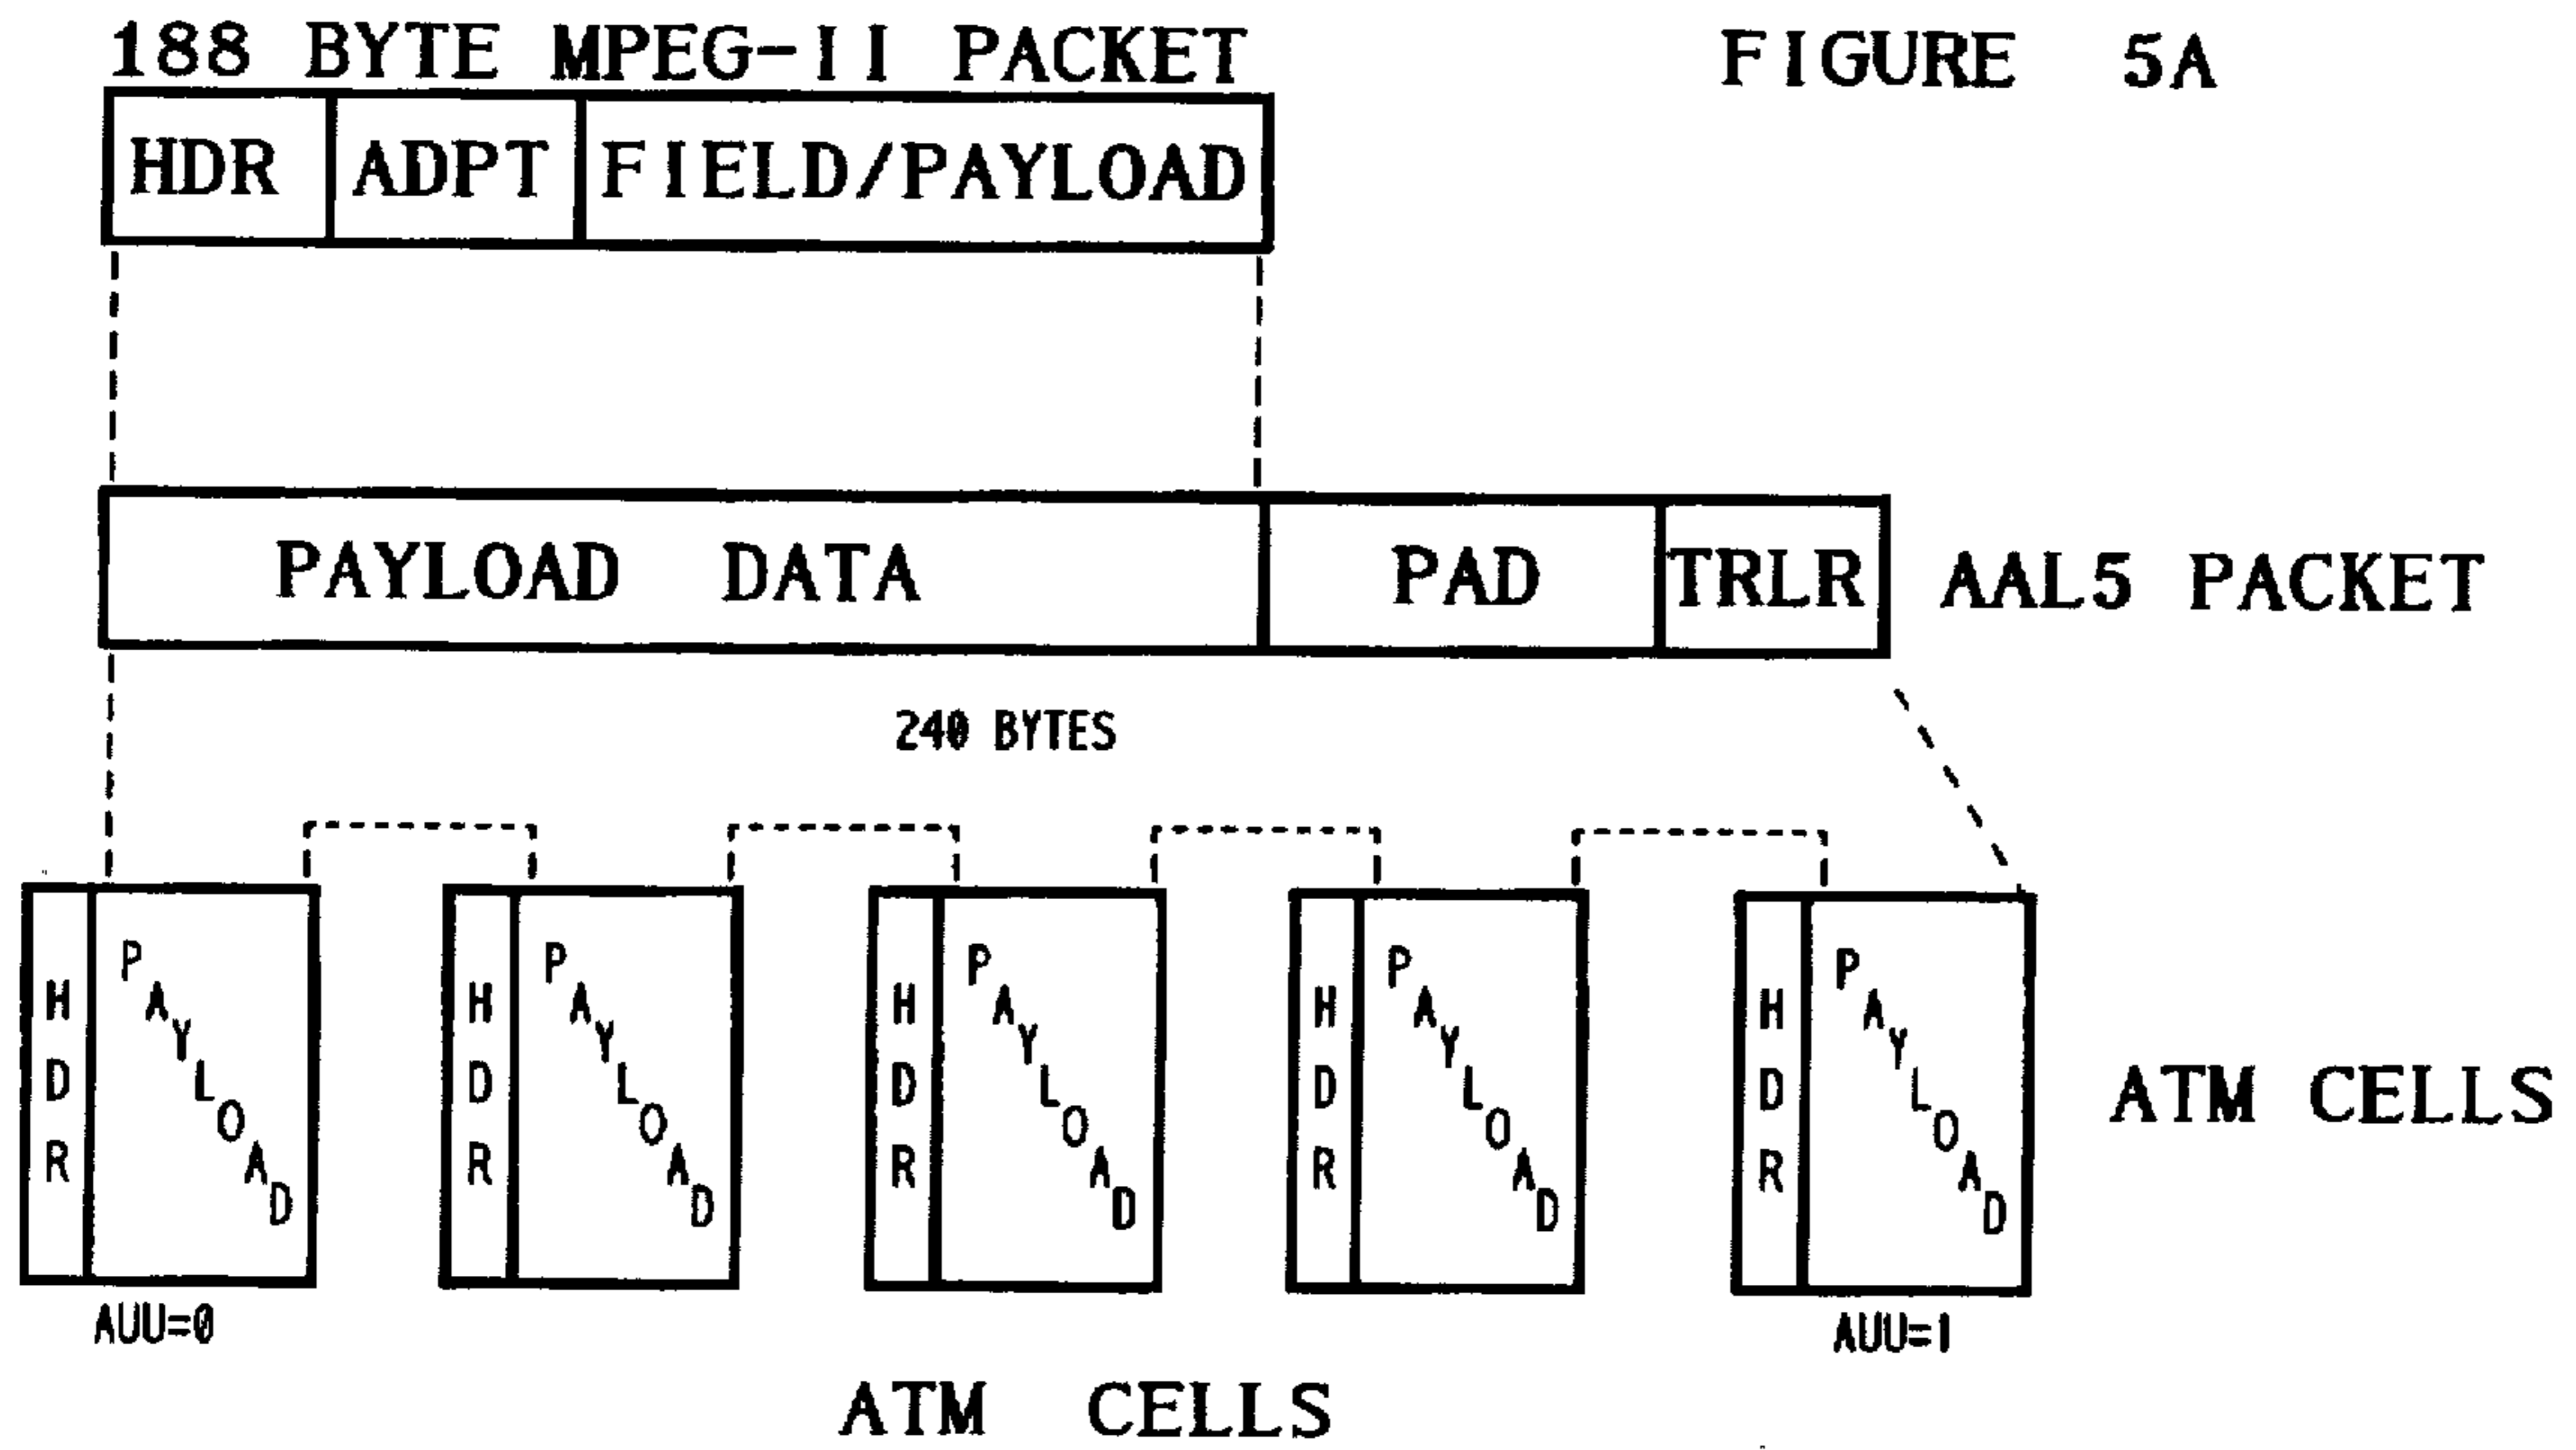 188 BYTE MPEG-II PACKET
FIGURE 5A
HDR ADPT FIELD/PAYLOAD
PAYLOAD DATA PAD TRLR AAL5 PACKET
240 BYTES
HDR PAYLOAD HDR PAYLOAD HDR PAYLOAD HDR PAYLOAD HDR PAYLOAD
ATM CELLS
AUU=0 AUU=1
ATM CELLS